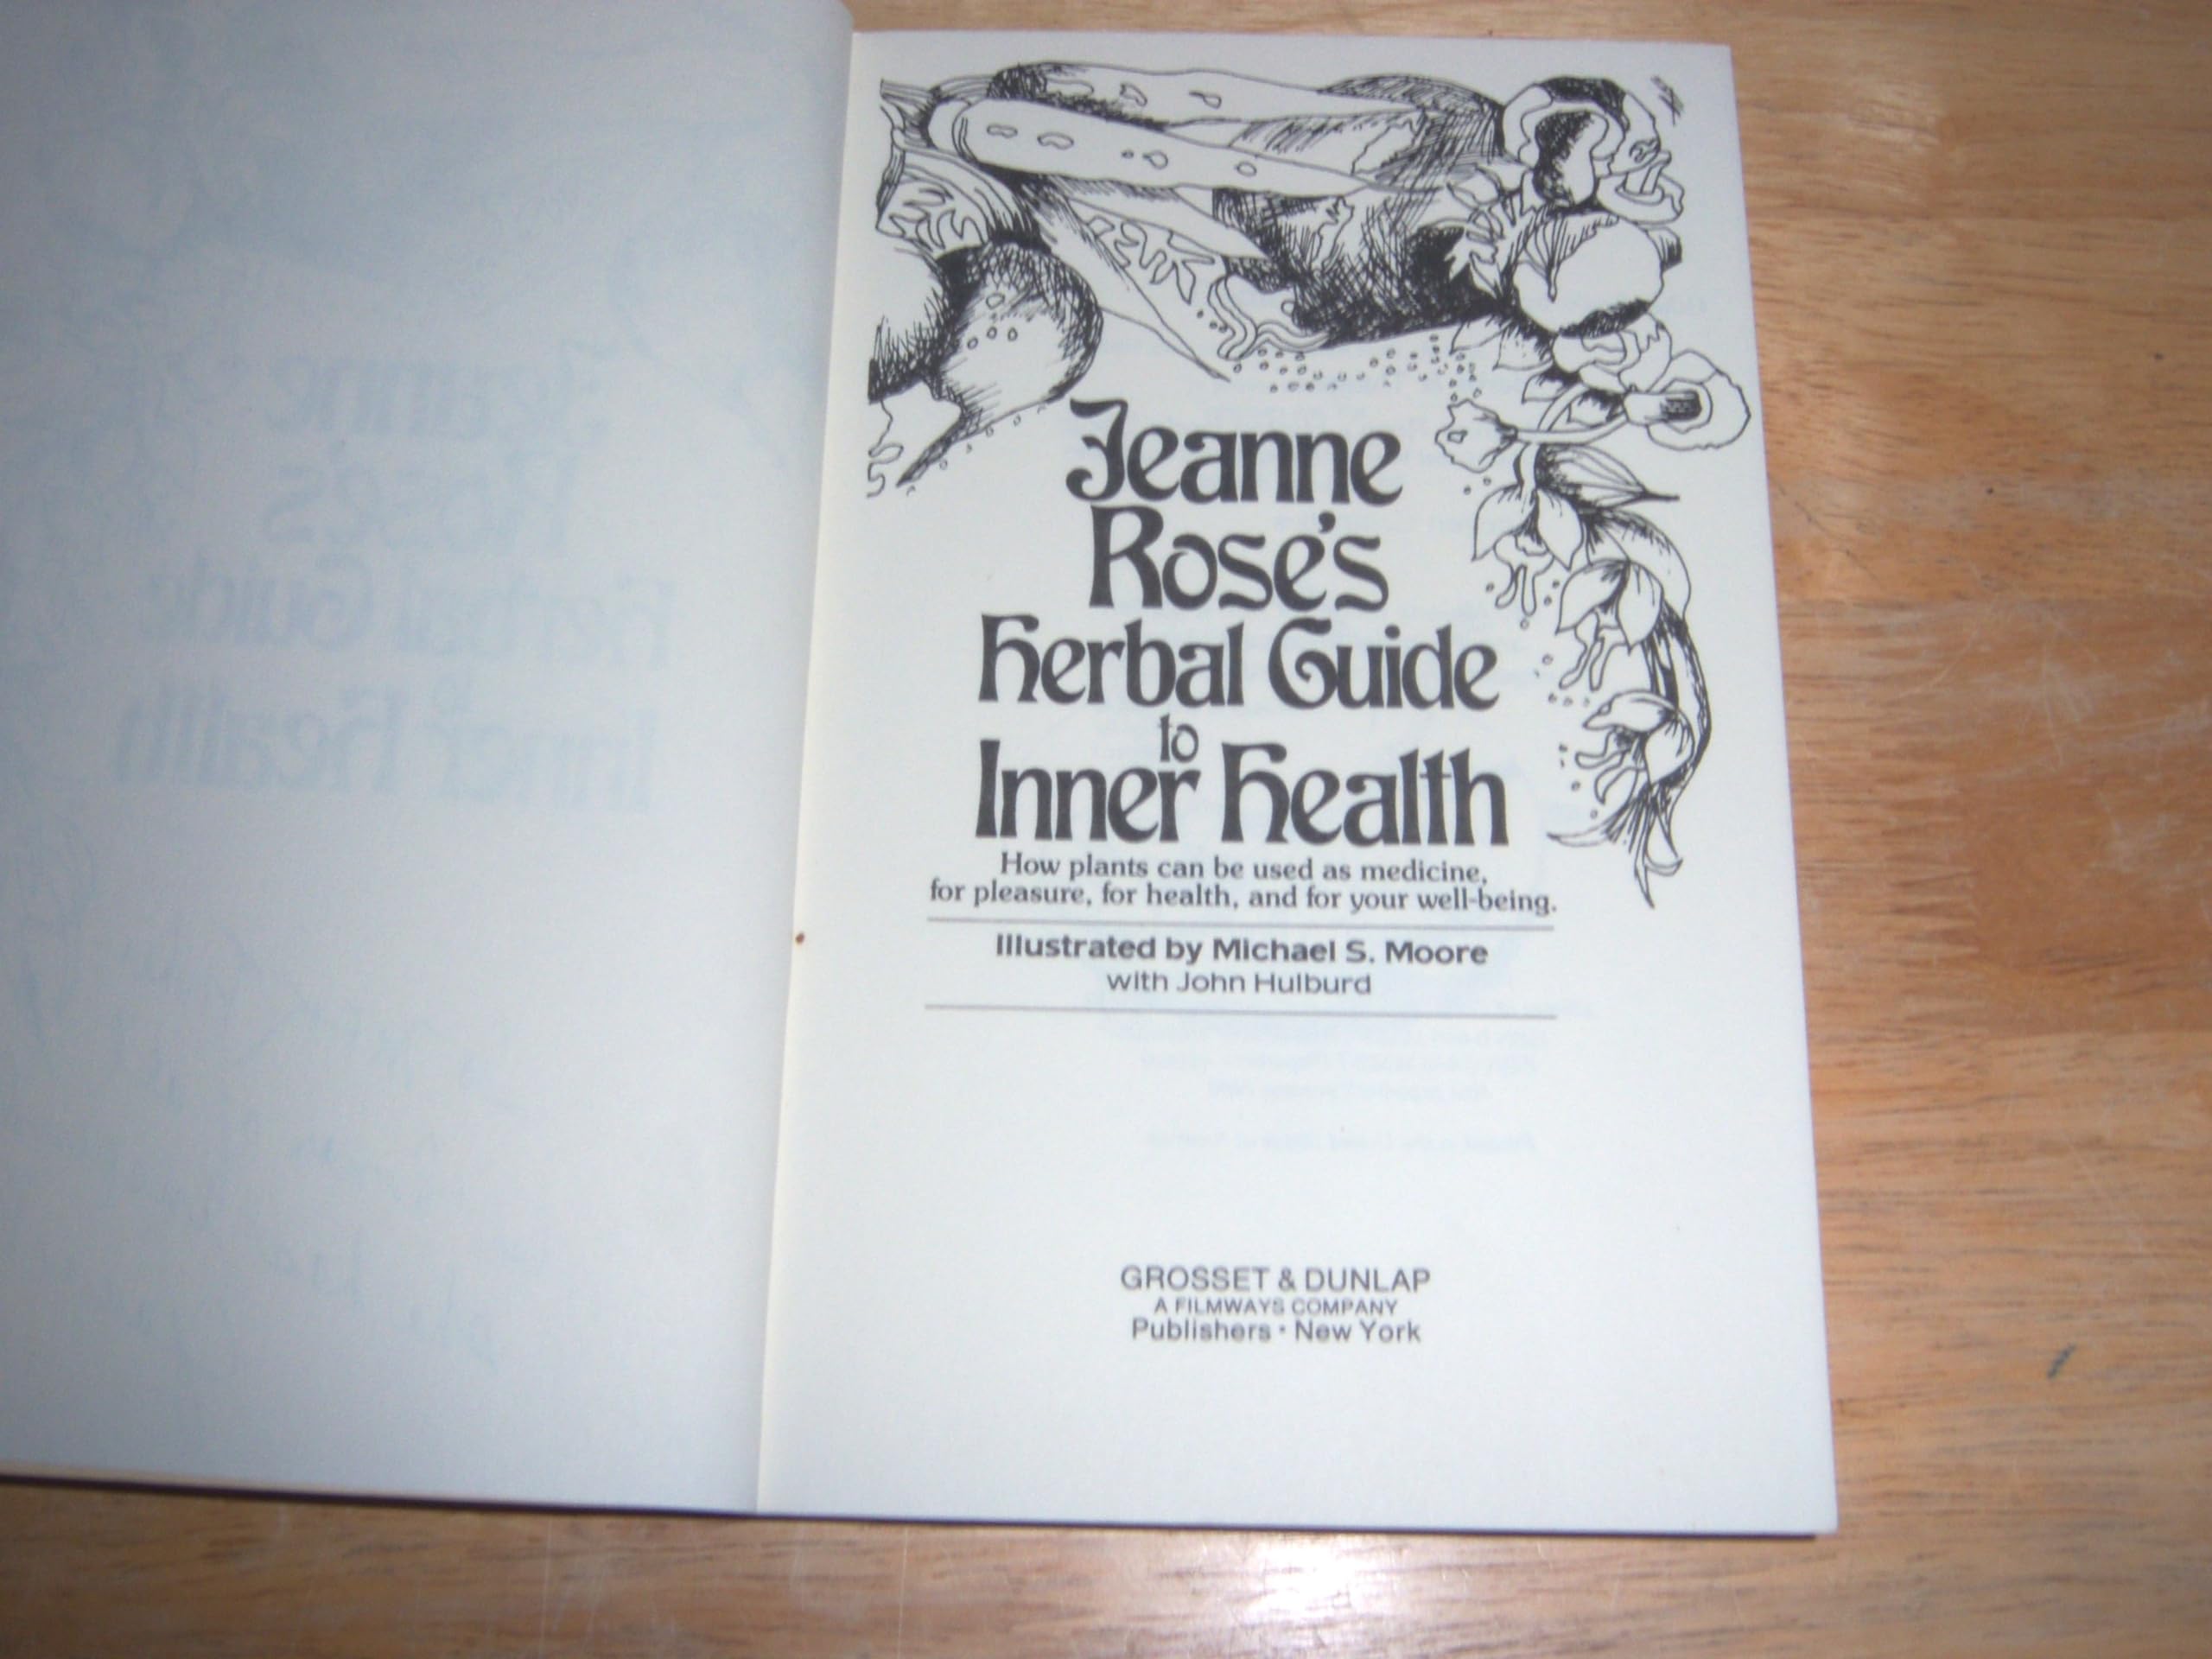 Jeanne
Rose's
Herbal Guide
to
Inner Health
How plants can be used as medicine,
for pleasure, for health, and for your well-being.
Illustrated by Michael S. Moore
with John Hulburd
GROSSET & DUNLAP
A FILMWAYS COMPANY
Publishers • New York